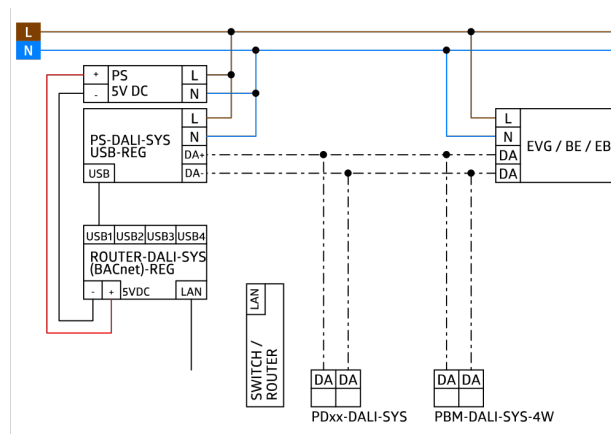 L
N
+ PS L
- 5V DC N
PS-DALI-SYS
USB-REG
L
N
DA+
DA-
USB
L
N
DA
DA
EVG / BE / EB
USB1 USB2 USB3 USB4
ROUTER-DALI-SYS
(BACnet)-REG
- + 5VDC LAN
LAN
SWITCH /
ROUTER
DA DA
PDxx-DALI-SYS
DA DA
PBM-DALI-SYS-4W